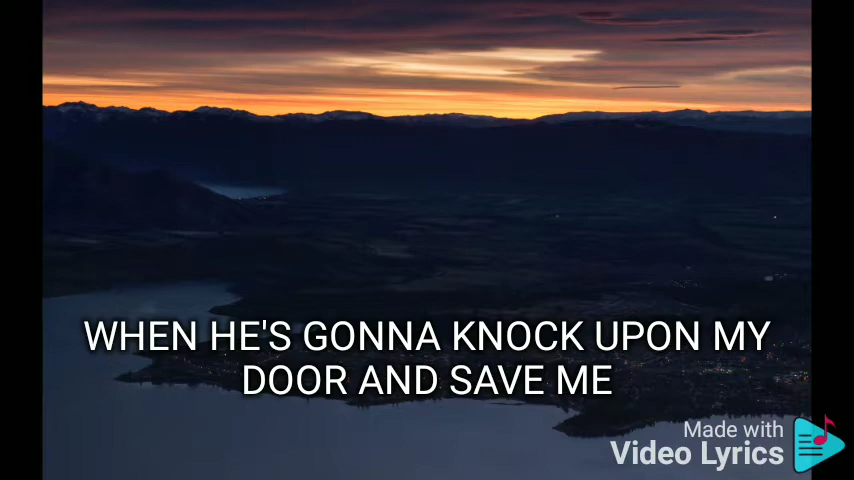 WHEN HE'S GONNA KNOCK UPON MY
DOOR AND SAVE ME
Made with
Video Lyrics